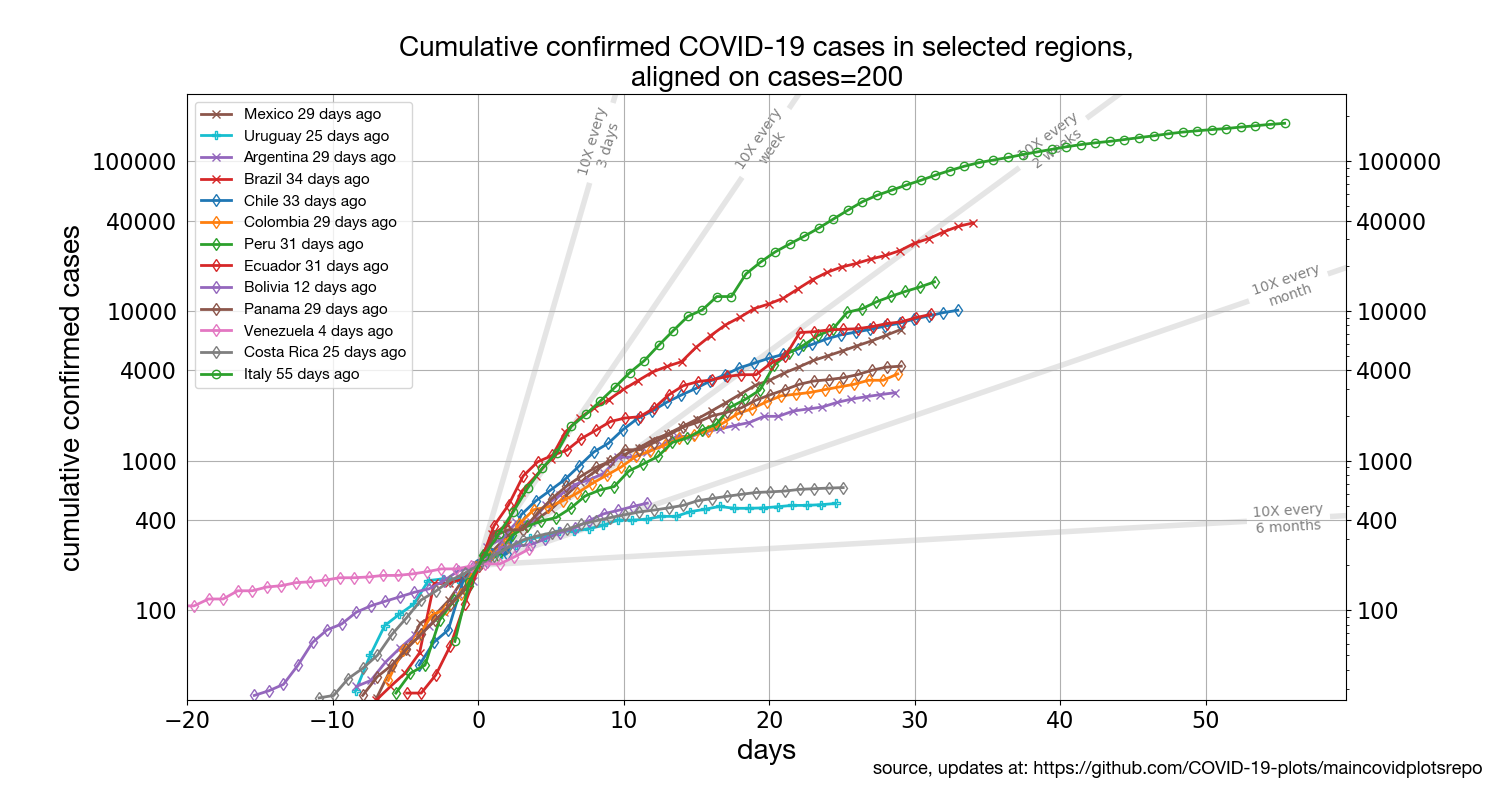 Cumulative confirmed COVID-19 cases in selected regions,
aligned on cases=200
Mexico 29 days ago
Uruguay 25 days ago
Argentina 29 days ago
Brazil 34 days ago
Chile 33 days ago
Colombia 29 days ago
Peru 31 days ago
Ecuador 31 days ago
Bolivia 12 days ago
Panama 29 days ago
Venezuela 4 days ago
Costa Rica 25 days ago
Italy 55 days ago
10X every
3 days
10X every
week
10X every
2 weeks
10X every
month
10X every
6 months
cumulative confirmed cases
100000
40000
10000
4000
1000
400
100
100000
40000
10000
4000
1000
400
100
−20
−10
0
10
20
30
40
50
days
source, updates at: https://github.com/COVID-19-plots/maincovidplotsrepo